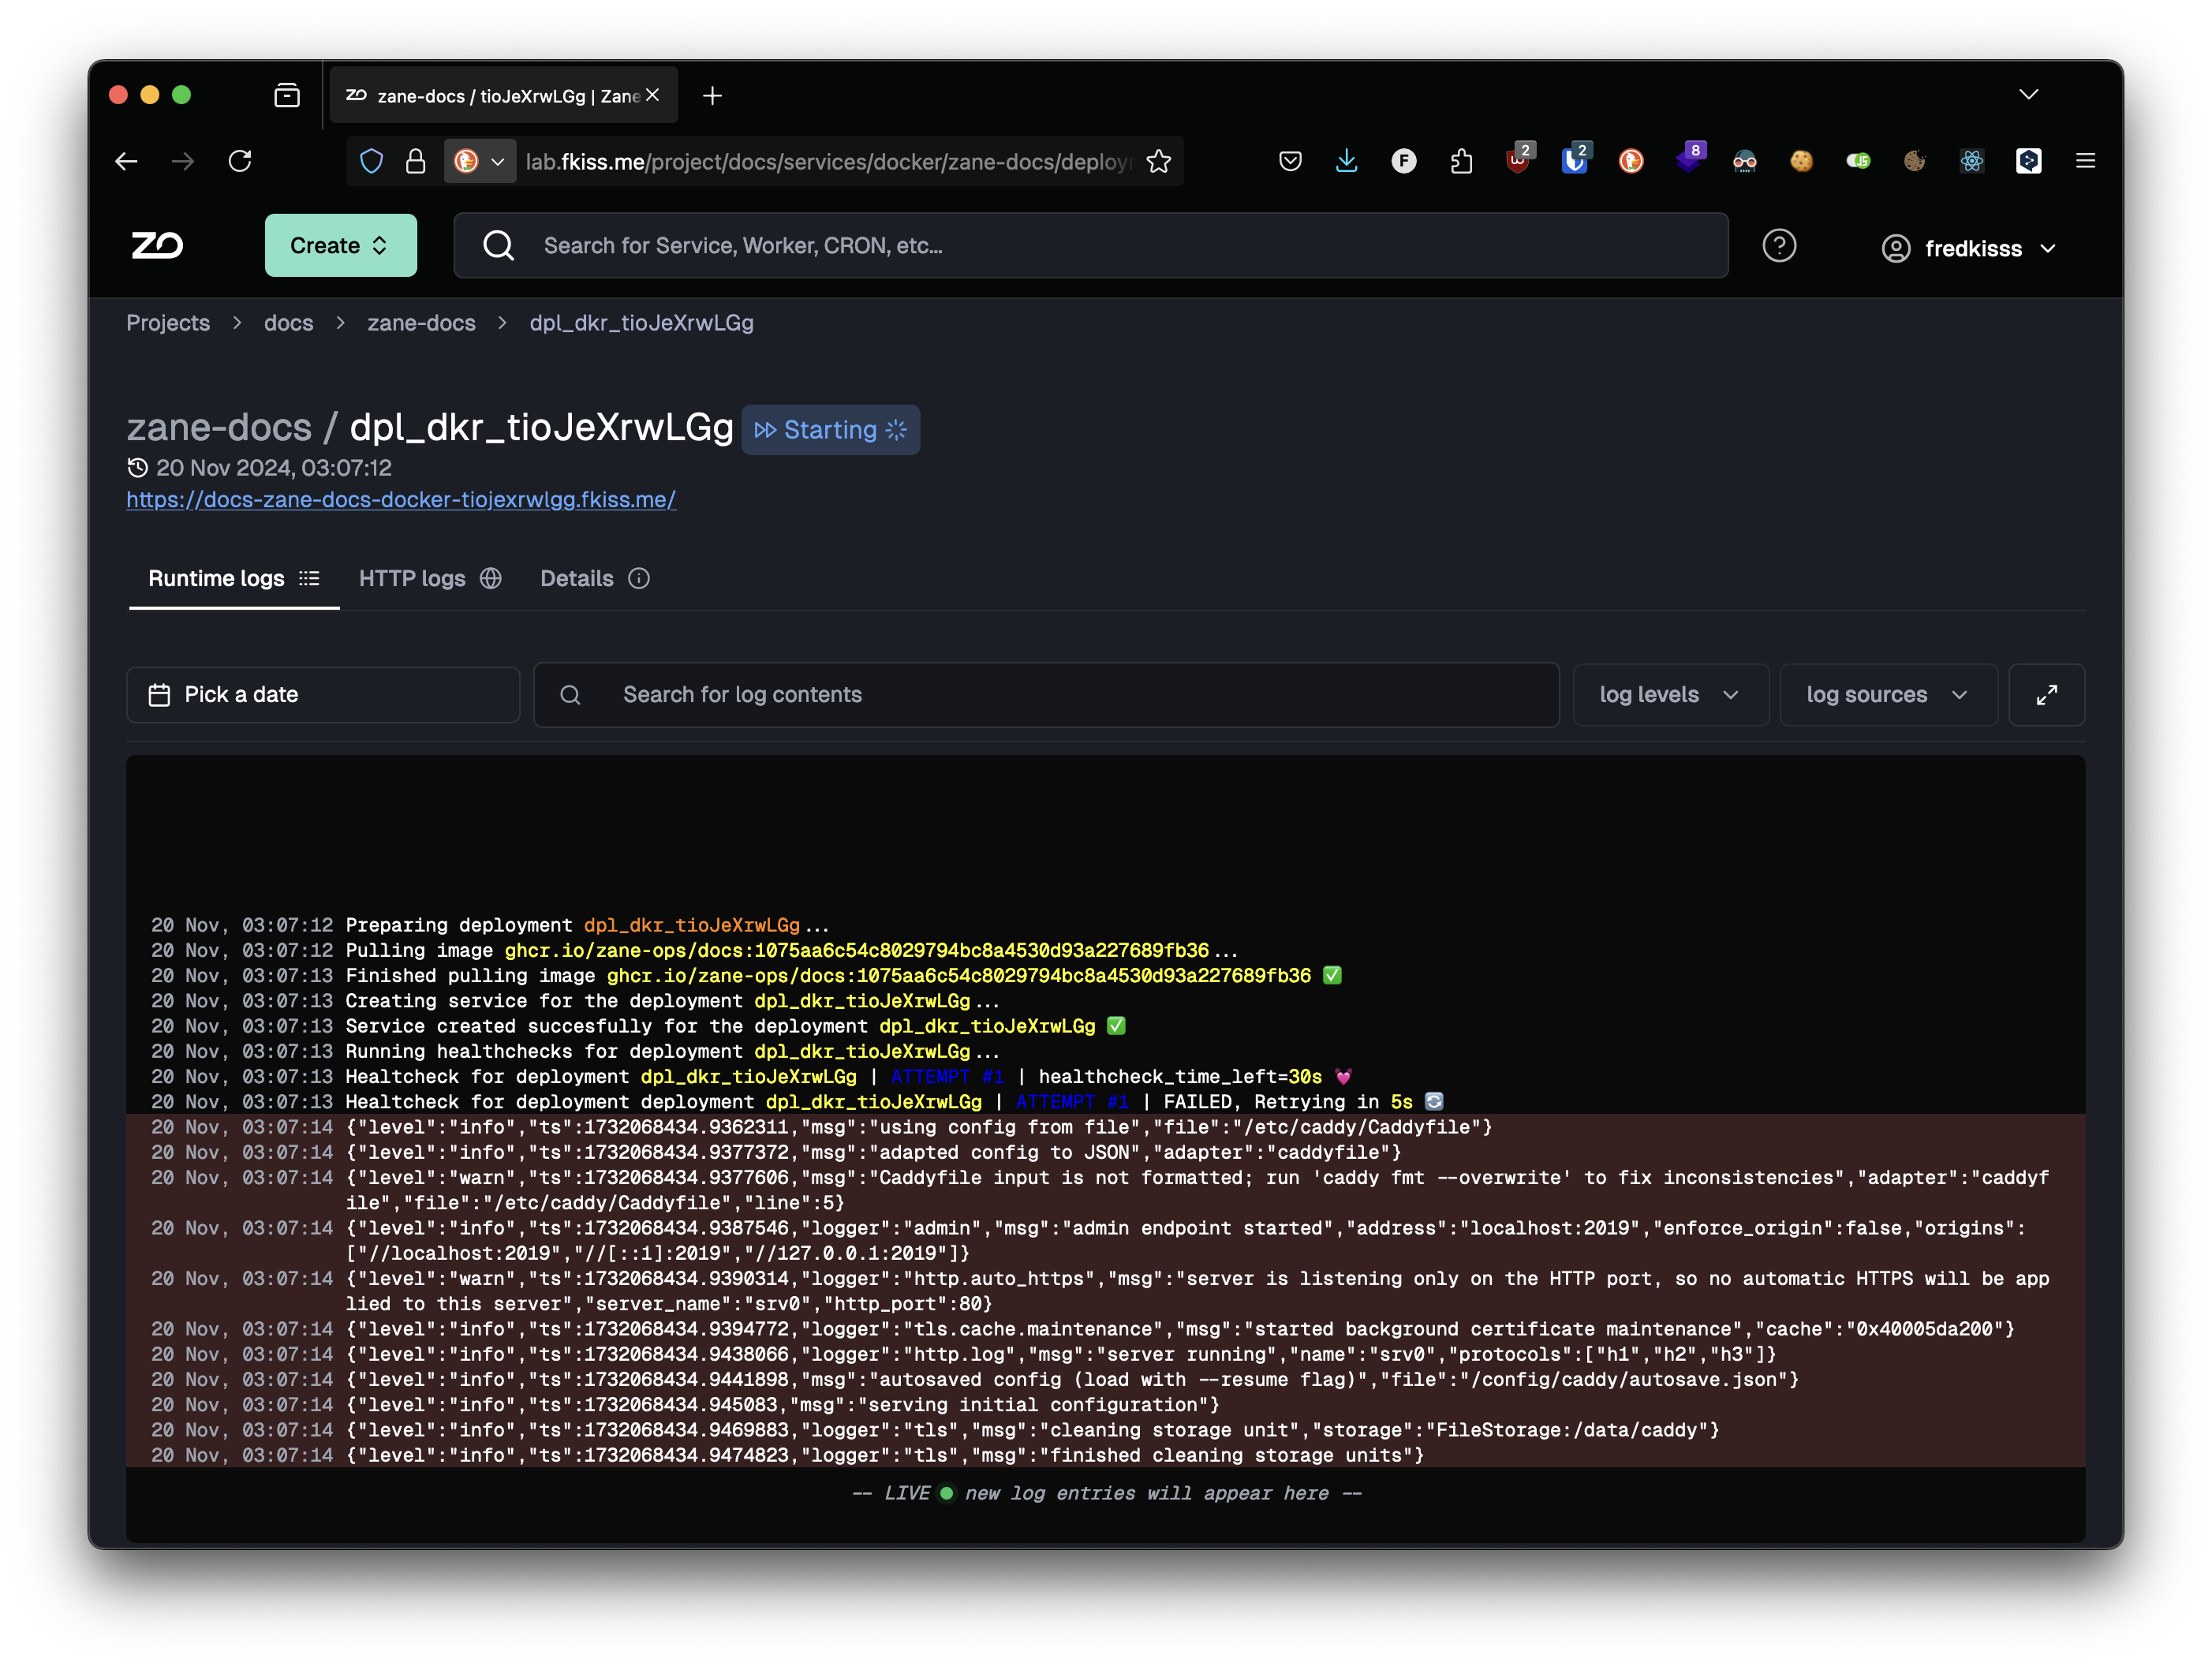 zane-docs / tioJeXrwLGg | Zane
lab.fkiss.me/project/docs/services/docker/zane-docs/deploy
F 2 2 8 JS
ZO Create Search for Service, Worker, CRON, etc... fredkisss
Projects > docs > zane-docs > dpl_dkr_tioJeXrwLGg
zane-docs / dpl_dkr_tioJeXrwLGg Starting
20 Nov 2024, 03:07:12
https://docs-zane-docs-docker-tiojexrwlgg.fkiss.me/
Runtime logs HTTP logs Details
Pick a date Search for log contents log levels log sources
20 Nov, 03:07:12 Preparing deployment dpl_dkr_tioJeXrwLGg...
20 Nov, 03:07:12 Pulling image ghcr.io/zane-ops/docs:1075aa6c54c8029794bc8a4530d93a227689fb36...
20 Nov, 03:07:13 Finished pulling image ghcr.io/zane-ops/docs:1075aa6c54c8029794bc8a4530d93a227689fb36 ✅
20 Nov, 03:07:13 Creating service for the deployment dpl_dkr_tioJeXrwLGg...
20 Nov, 03:07:13 Service created succesfully for the deployment dpl_dkr_tioJeXrwLGg ✅
20 Nov, 03:07:13 Running healthchecks for deployment dpl_dkr_tioJeXrwLGg...
20 Nov, 03:07:13 Healtcheck for deployment dpl_dkr_tioJeXrwLGg | ATTEMPT #1 | healthcheck_time_left=30s 💓
20 Nov, 03:07:13 Healtcheck for deployment deployment dpl_dkr_tioJeXrwLGg | ATTEMPT #1 | FAILED, Retrying in 5s 🔄
20 Nov, 03:07:14 {"level":"info","ts":1732068434.9362311,"msg":"using config from file","file":"/etc/caddy/Caddyfile"}
20 Nov, 03:07:14 {"level":"info","ts":1732068434.9377372,"msg":"adapted config to JSON","adapter":"caddyfile"}
20 Nov, 03:07:14 {"level":"warn","ts":1732068434.9377606,"msg":"Caddyfile input is not formatted; run 'caddy fmt --overwrite' to fix inconsistencies","adapter":"caddyf
ile","file":"/etc/caddy/Caddyfile","line":5}
20 Nov, 03:07:14 {"level":"info","ts":1732068434.9387546,"logger":"admin","msg":"admin endpoint started","address":"localhost:2019","enforce_origin":false,"origins":
["//localhost:2019","//[::1]:2019","//127.0.0.1:2019"]}
20 Nov, 03:07:14 {"level":"warn","ts":1732068434.9390314,"logger":"http.auto_https","msg":"server is listening only on the HTTP port, so no automatic HTTPS will be app
lied to this server","server_name":"srv0","http_port":80}
20 Nov, 03:07:14 {"level":"info","ts":1732068434.9394772,"logger":"tls.cache.maintenance","msg":"started background certificate maintenance","cache":"0x40005da200"}
20 Nov, 03:07:14 {"level":"info","ts":1732068434.9438066,"logger":"http.log","msg":"server running","name":"srv0","protocols":["h1","h2","h3"]}
20 Nov, 03:07:14 {"level":"info","ts":1732068434.9441898,"msg":"autosaved config (load with --resume flag)","file":"/config/caddy/autosave.json"}
20 Nov, 03:07:14 {"level":"info","ts":1732068434.945083,"msg":"serving initial configuration"}
20 Nov, 03:07:14 {"level":"info","ts":1732068434.9469883,"logger":"tls","msg":"cleaning storage unit","storage":"FileStorage:/data/caddy"}
20 Nov, 03:07:14 {"level":"info","ts":1732068434.9474823,"logger":"tls","msg":"finished cleaning storage units"}
-- LIVE new log entries will appear here --